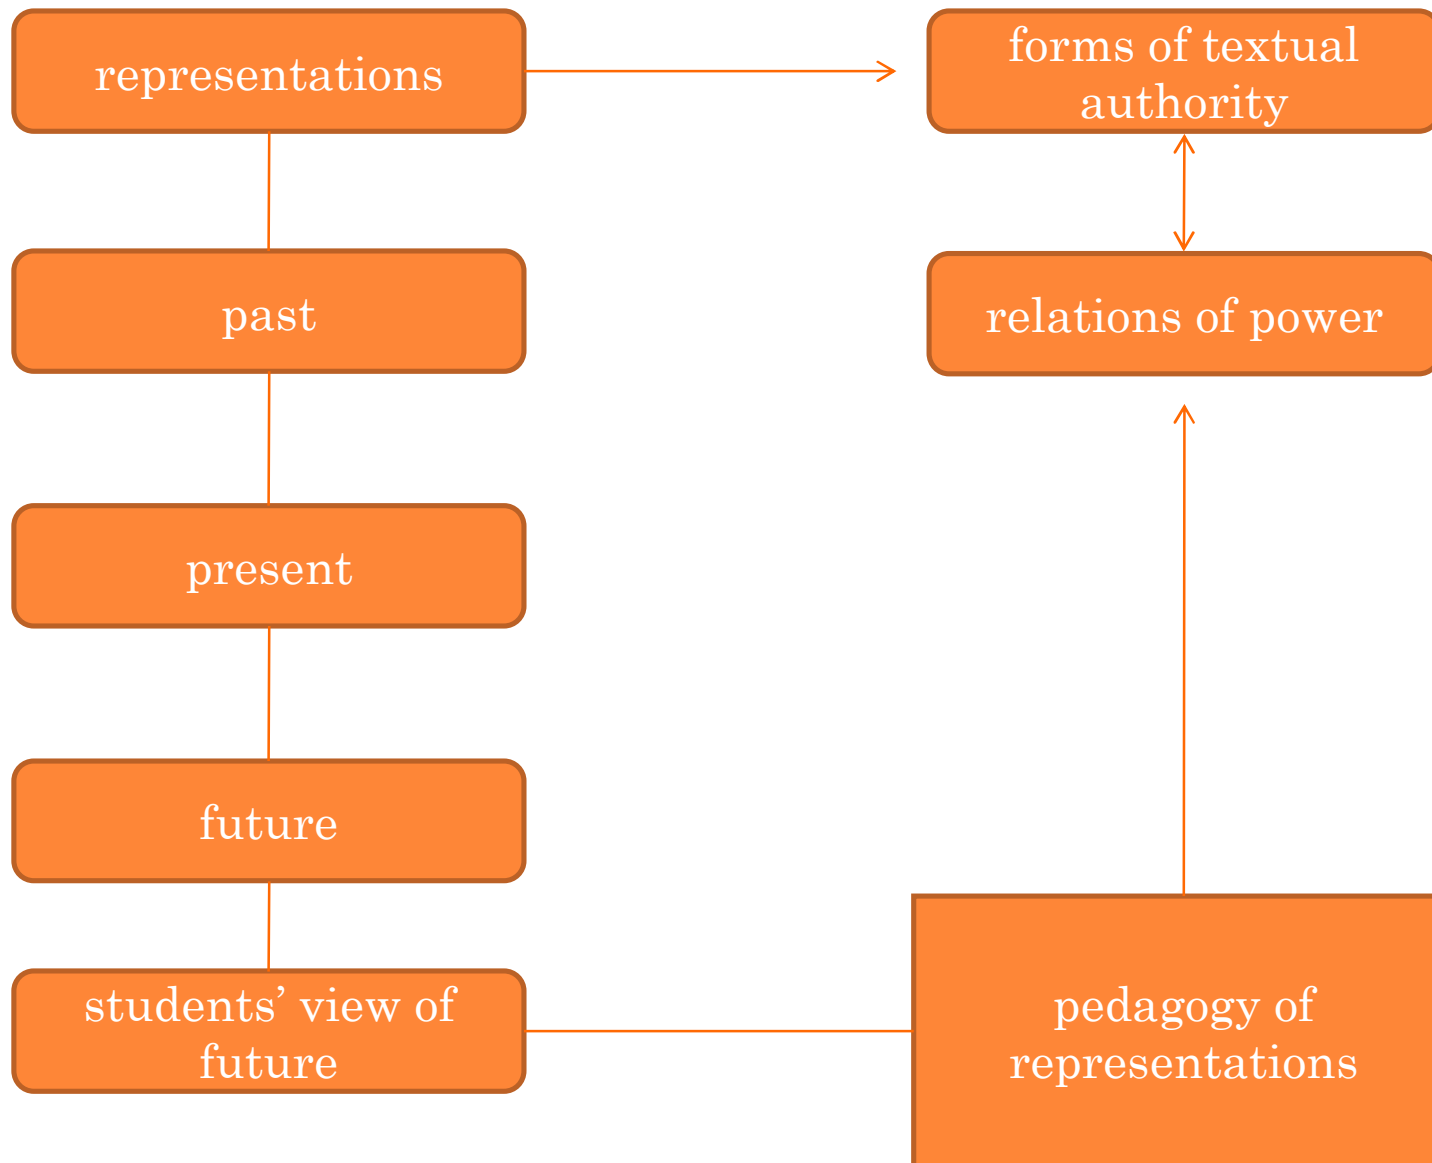 representations
forms of textual
authority
past
relations of power
present
future
students’ view of
future
pedagogy of
representations